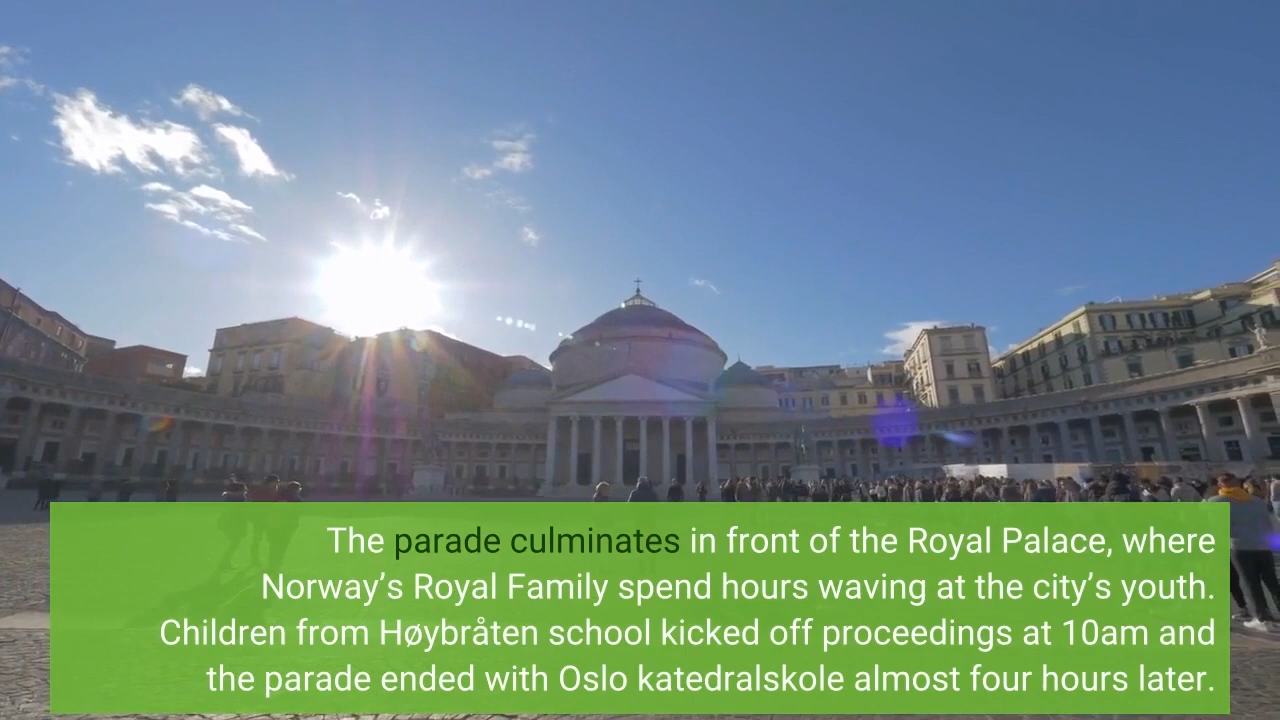 The parade culminates in front of the Royal Palace, where
Norway’s Royal Family spend hours waving at the city’s youth.
Children from Høybråten school kicked off proceedings at 10am and
the parade ended with Oslo katedralskole almost four hours later.